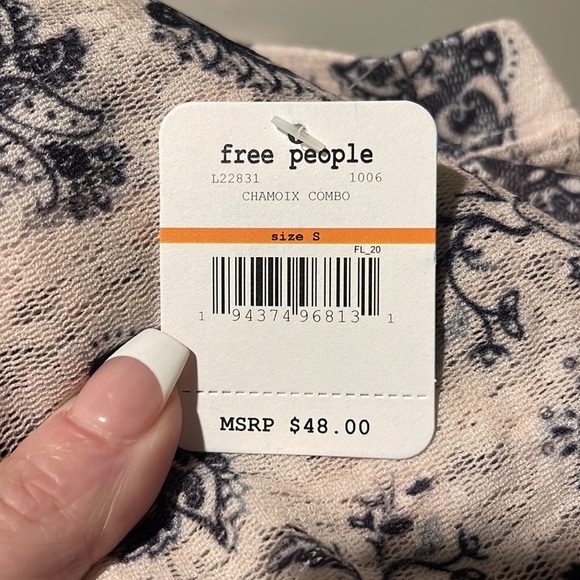 free people
L22831 1006
CHAMOIX COMBO
size S
FL_20
1 94374 96813 1
MSRP $48.00